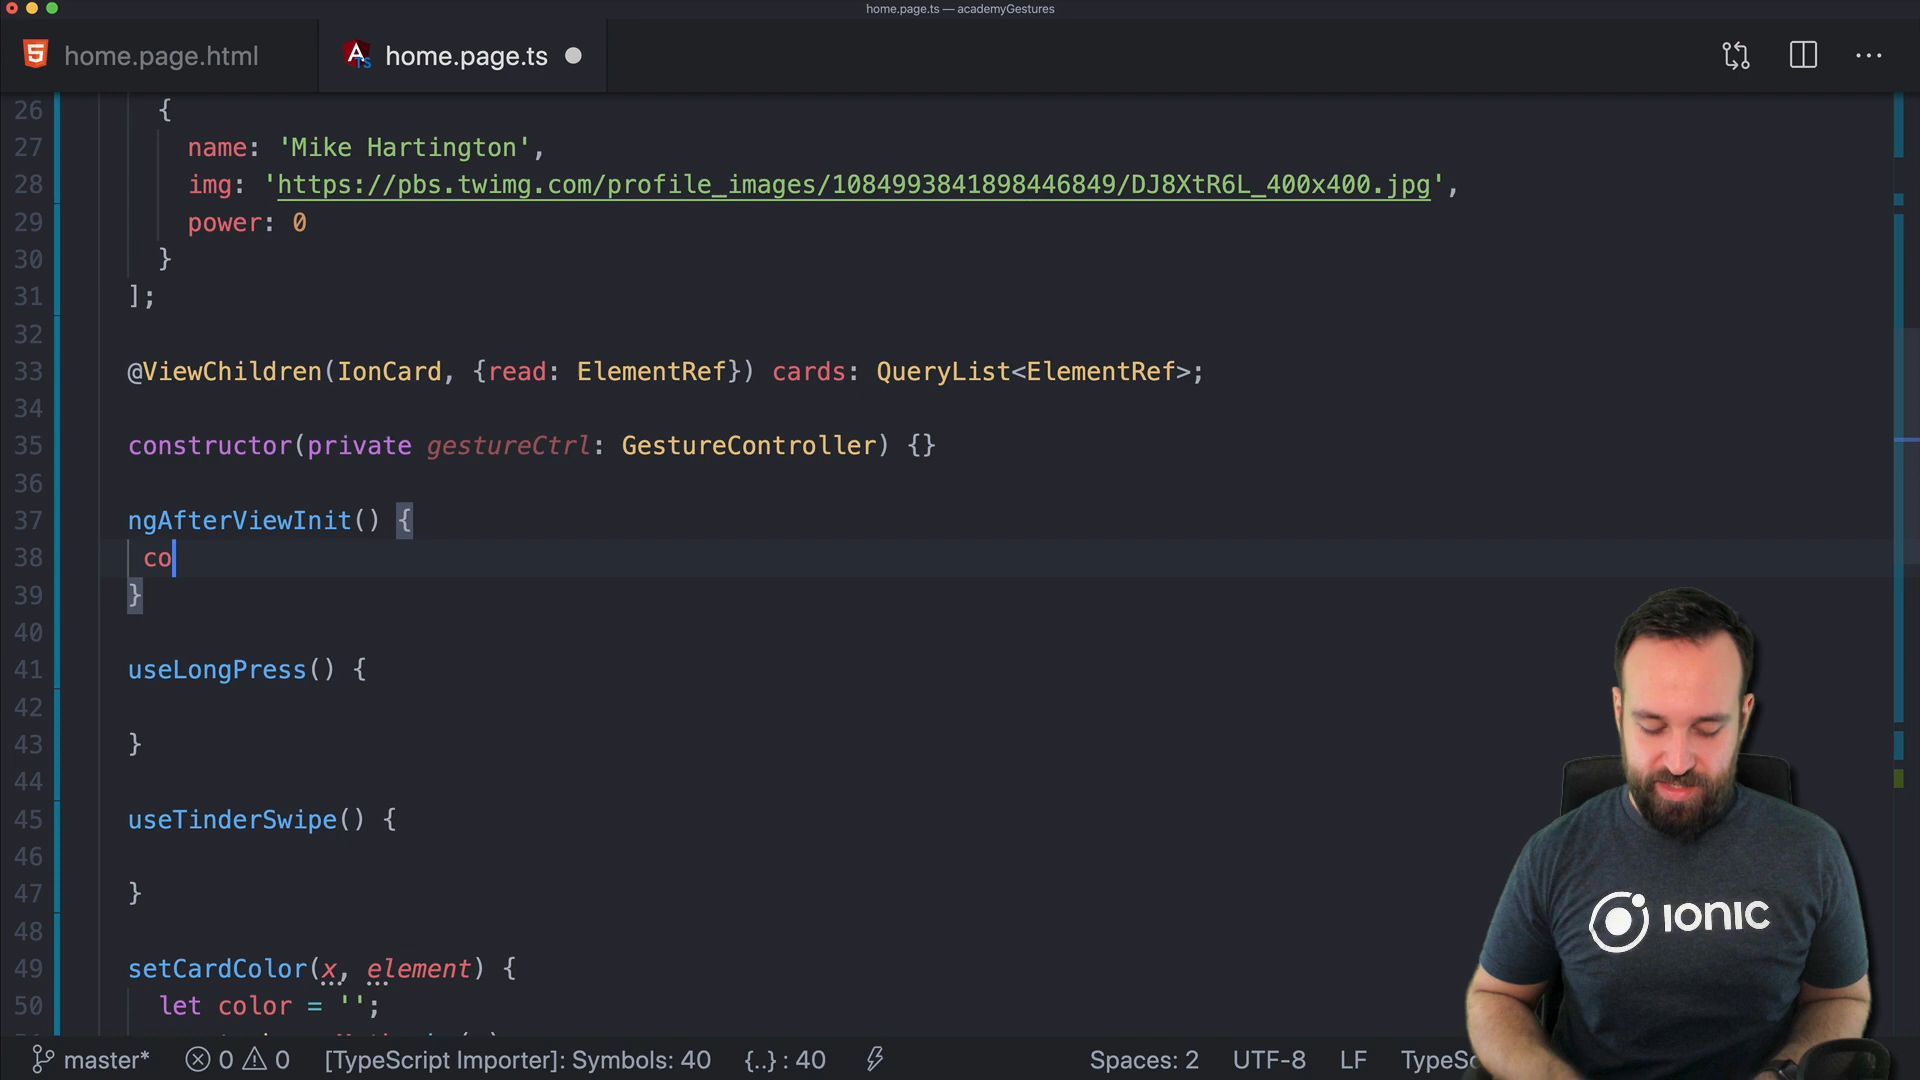 home.page.ts — academyGestures
home.page.html
home.page.ts
26 {
27 name: 'Mike Hartington',
28 img: 'https://pbs.twimg.com/profile_images/1084993841898446849/DJ8XtR6L_400x400.jpg',
29 power: 0
30 }
31 ];
32
33 @ViewChildren(IonCard, {read: ElementRef}) cards: QueryList<ElementRef>;
34
35 constructor(private gestureCtrl: GestureController) {}
36
37 ngAfterViewInit() {
38 co
39 }
40
41 useLongPress() {
42
43 }
44
45 useTinderSwipe() {
46
47 }
48
49 setCardColor(x, element) {
50 let color = '';
master* 0 0 [TypeScript Importer]: Symbols: 40 {..} : 40 Spaces: 2 UTF-8 LF TypeSc
IONIC